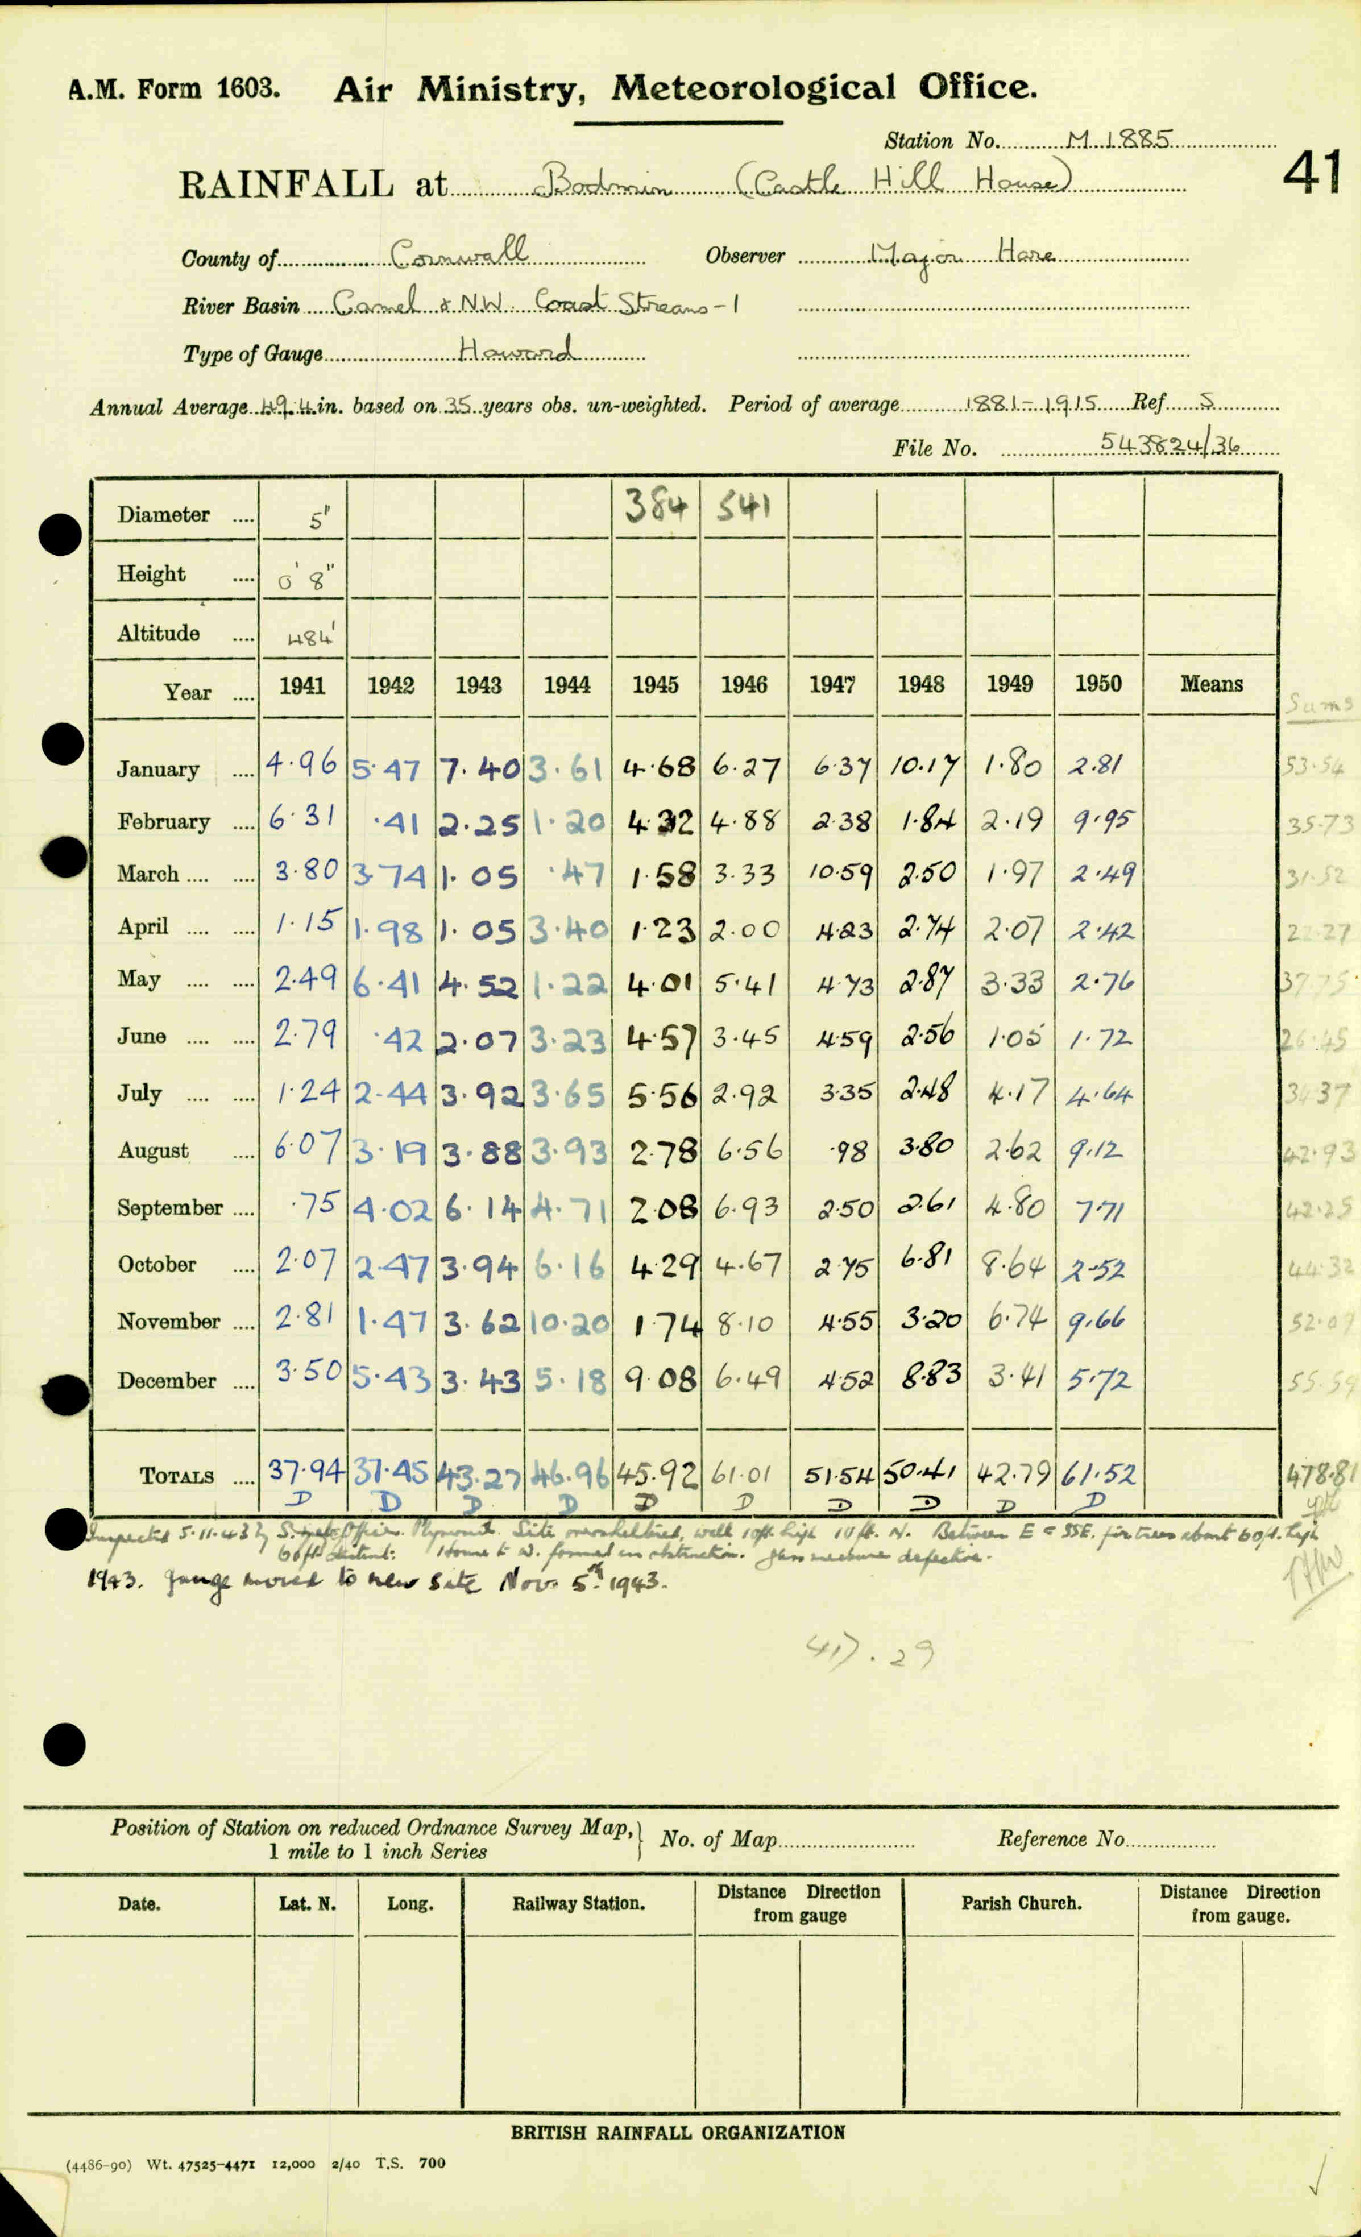 A.M. Form 1603. Air Ministry, Meteorological Office.
Station No. M 1885
41
RAINFALL at Bodmin (Castle Hill House)
County of Cornwall Observer Major Hare
River Basin Camel & NW. Coast Streams - 1
Type of Gauge Howard
Annual Average 49.4 in. based on 35 years obs. un-weighted. Period of average 1881-1915 Ref S
File No. 543824/36
Diameter .... 5" 384 541
Height .... 0' 8"
Altitude .... 484'
Year .... 1941 1942 1943 1944 1945 1946 1947 1948 1949 1950 Means Sums
January .... 4.96 5.47 7.40 3.61 4.68 6.27 6.37 10.17 1.80 2.81 53.54
February .... 6.31 .41 2.25 1.20 4.32 4.88 2.38 1.84 2.19 9.95 35.73
March .... .... 3.80 3.74 1.05 .47 1.58 3.33 10.59 2.50 1.97 2.49 31.52
April .... .... 1.15 1.98 1.05 3.40 1.23 2.00 4.23 2.74 2.07 2.42 22.27
May .... .... 2.49 6.41 4.52 1.22 4.01 5.41 4.73 2.87 3.33 2.76 37.75
June .... .... 2.79 .42 2.07 3.23 4.57 3.45 4.59 2.56 1.05 1.72 26.45
July .... .... 1.24 2.44 3.92 3.65 5.56 2.92 3.35 2.48 4.17 4.64 34.37
August .... 6.07 3.19 3.88 3.93 2.78 6.56 .98 3.80 2.62 9.12 42.93
September .... .75 4.02 6.14 4.71 2.08 6.93 2.50 2.61 4.80 7.71 42.25
October .... 2.07 2.47 3.94 6.16 4.29 4.67 2.75 6.81 8.64 2.52 44.32
November .... 2.81 1.47 3.62 10.20 1.74 8.10 4.55 3.20 6.74 9.66 52.09
December .... 3.50 5.43 3.43 5.18 9.08 6.49 4.52 8.83 3.41 5.72 55.59
TOTALS .... 37.94 37.45 43.27 46.96 45.92 61.01 51.54 50.41 42.79 61.52 478.81
D D D D D D D D D D
Inspected 5.11.43 by Officer Plymouth. Site oversheltered, wall 10ft. high 10ft. N. Between E & SSE. fir trees about 60ft. high
60ft distant: House to W. formed an obstruction. Glass measure defective.
1943. Gauge moved to new site Nov. 5th 1943.
417.29
Position of Station on reduced Ordnance Survey Map, 1 mile to 1 inch Series } No. of Map Reference No.
Date. Lat. N. Long. Railway Station. Distance Direction from gauge Parish Church. Distance Direction from gauge.
BRITISH RAINFALL ORGANIZATION
(4486-90) Wt. 47525-4471 12,000 2/40 T.S. 700